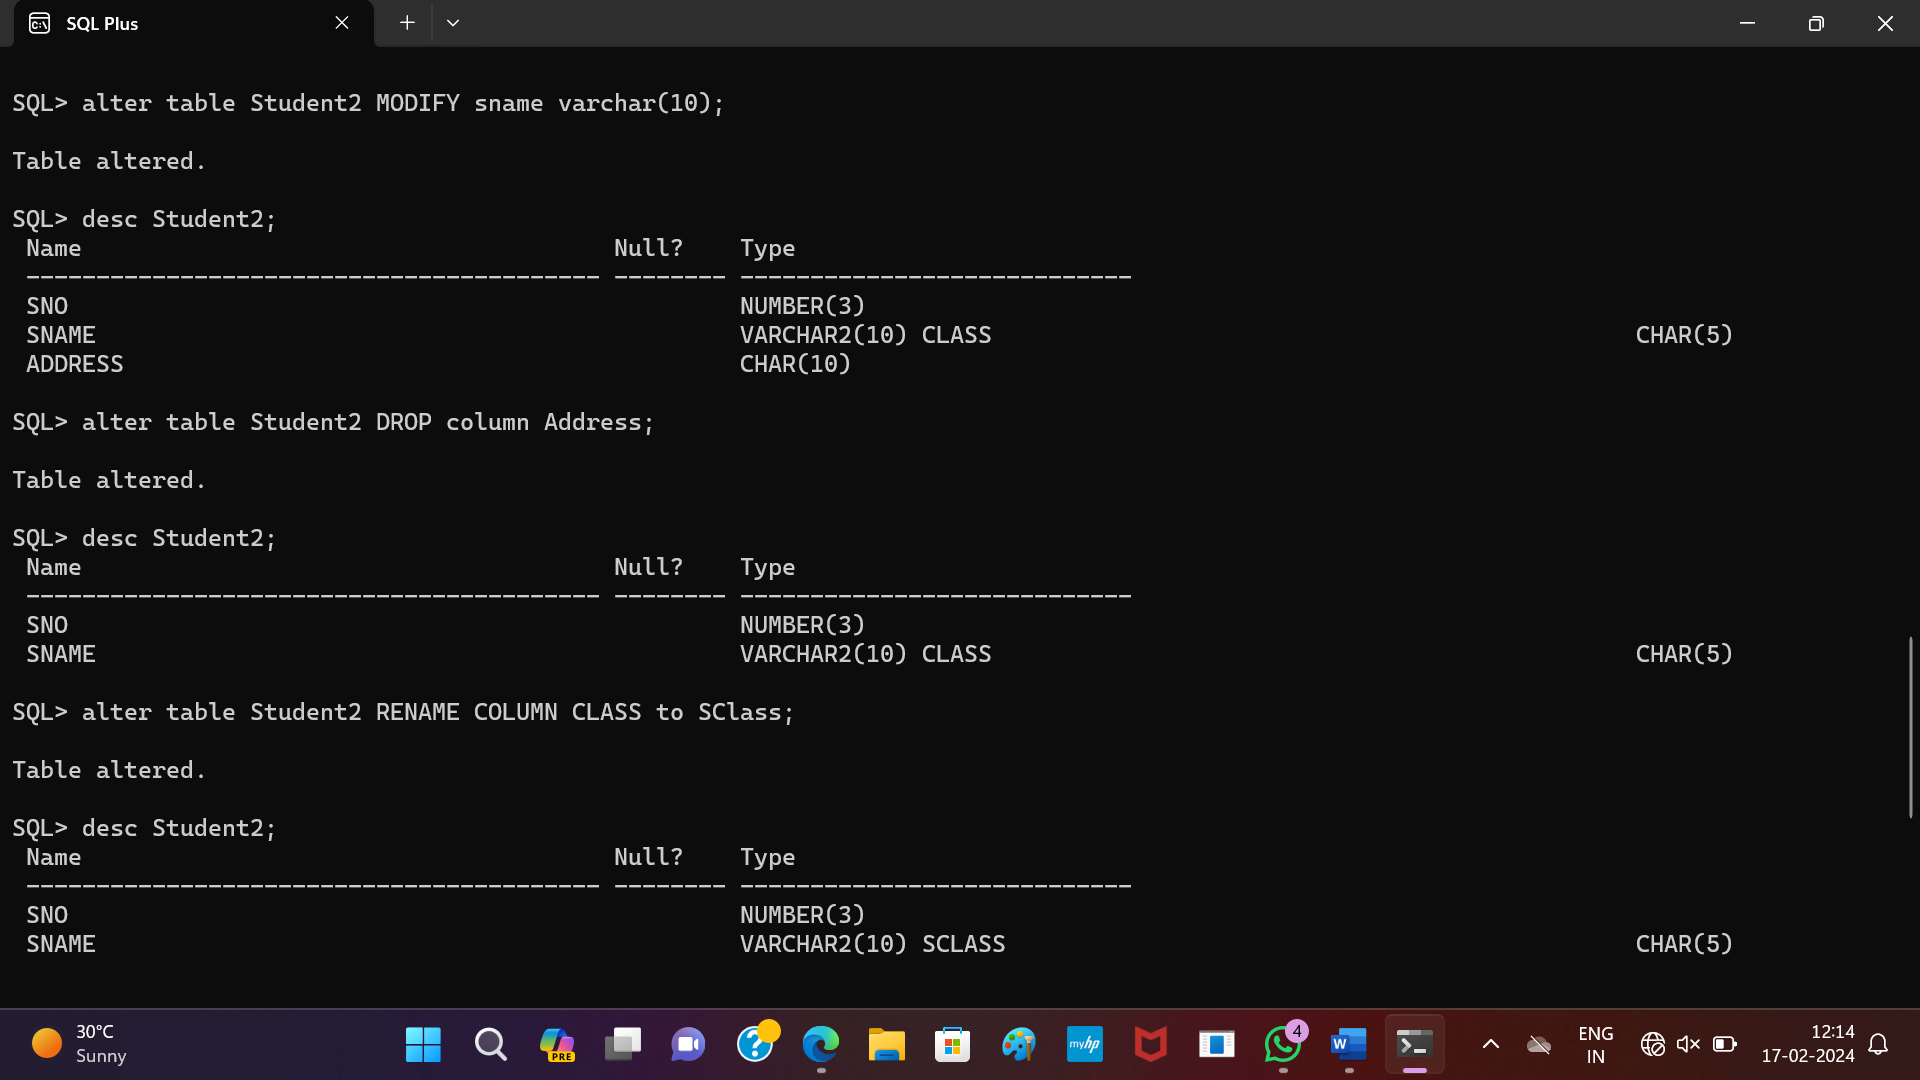 SQL Plus
SQL> alter table Student2 MODIFY sname varchar(10);
Table altered.
SQL> desc Student2;
Name Null? Type
----------------------------------------- -------- ----------------------------
SNO NUMBER(3)
SNAME VARCHAR2(10) CLASS CHAR(5)
ADDRESS CHAR(10)
SQL> alter table Student2 DROP column Address;
Table altered.
SQL> desc Student2;
Name Null? Type
----------------------------------------- -------- ----------------------------
SNO NUMBER(3)
SNAME VARCHAR2(10) CLASS CHAR(5)
SQL> alter table Student2 RENAME COLUMN CLASS to SClass;
Table altered.
SQL> desc Student2;
Name Null? Type
----------------------------------------- -------- ----------------------------
SNO NUMBER(3)
SNAME VARCHAR2(10) SCLASS CHAR(5)
30°C
Sunny
PRE
myhp
4
W
ENG
IN
12:14
17-02-2024